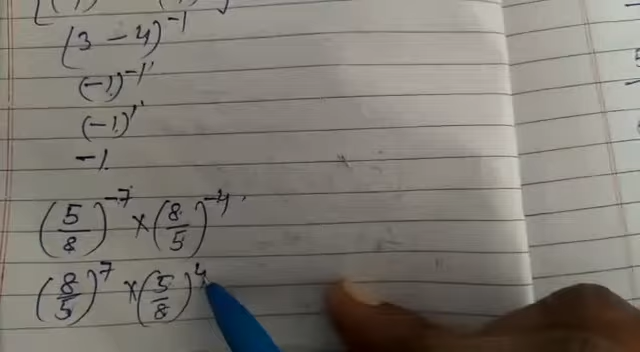 (3 - 4)^-1
(-1)^-1
(-1)^1
-1
(5/8)^-7 × (8/5)^-4
(8/5)^7 × (5/8)^4